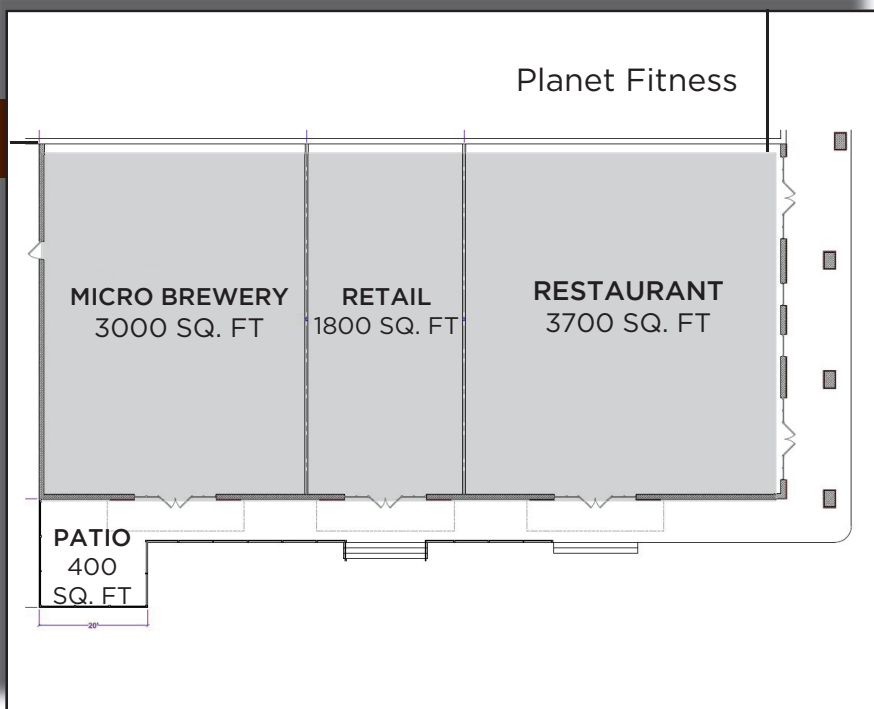 Planet Fitness
MICRO BREWERY
3000 SQ. FT
RETAIL
1800 SQ. FT
RESTAURANT
3700 SQ. FT
PATIO
400
SQ. FT
20'